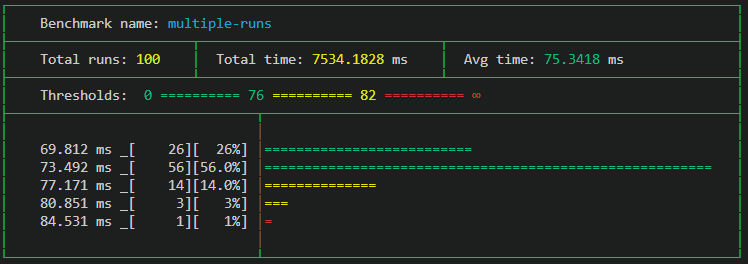 Benchmark name: multiple-runs
Total runs: 100 Total time: 7534.1828 ms Avg time: 75.3418 ms
Thresholds: 0 ========== 76 ========== 82 ========== ∞
69.812 ms _[ 26][ 26%] ==========================
73.492 ms _[ 56][56.0%] ========================================================
77.171 ms _[ 14][14.0%] ==============
80.851 ms _[ 3][ 3%] ===
84.531 ms _[ 1][ 1%] =